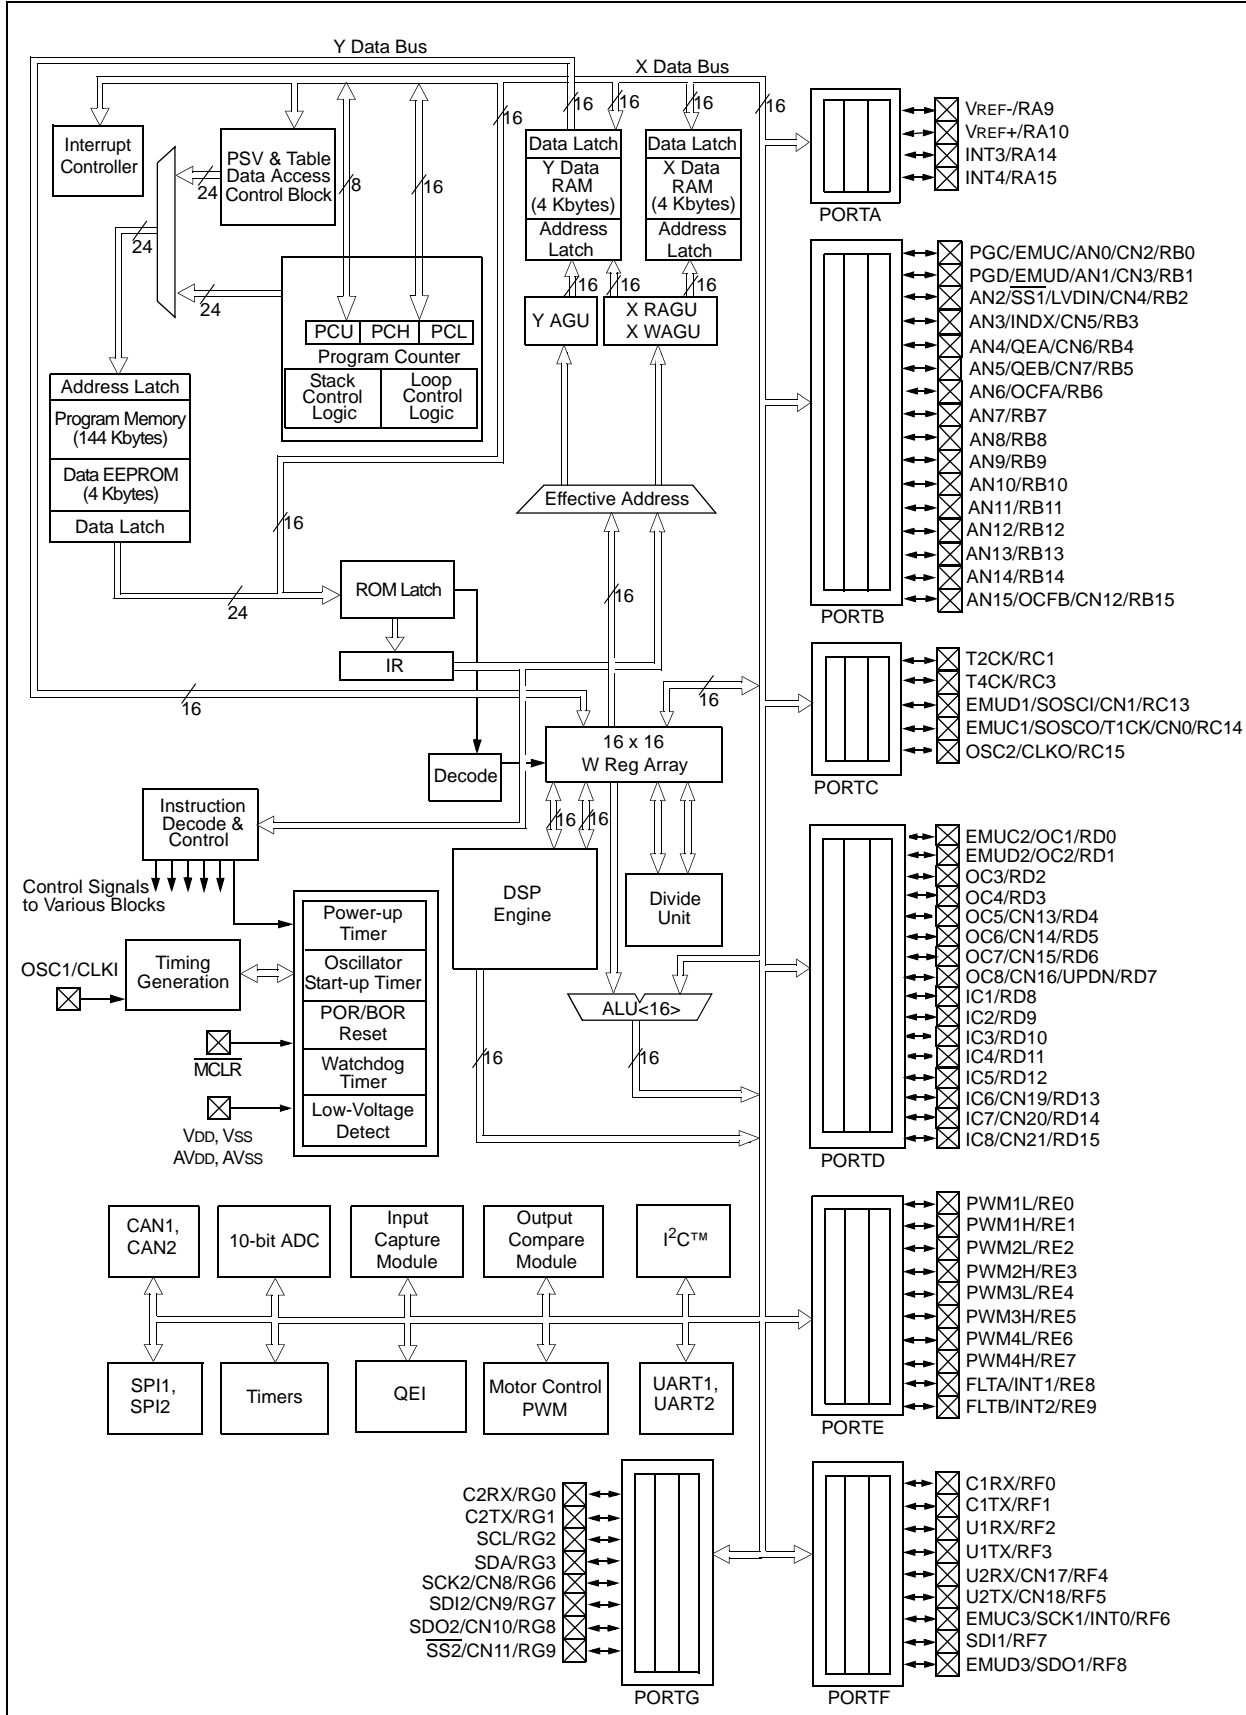 Y Data Bus
X Data Bus
16
16
16
16
16
Interrupt
Controller
PSV & Table
Data Access
Control Block
24
24
8
16
24
Data Latch
Y Data
RAM
(4 Kbytes)
Address
Latch
Data Latch
X Data
RAM
(4 Kbytes)
Address
Latch
16
16
16
Y AGU
X RAGU
X WAGU
PCU
PCH
PCL
Program Counter
Stack
Control
Logic
Loop
Control
Logic
Address Latch
Program Memory
(144 Kbytes)
Data EEPROM
(4 Kbytes)
Data Latch
16
24
Effective Address
ROM Latch
16
IR
16
16
16 x 16
W Reg Array
Decode
Instruction
Decode &
Control
16
16
Control Signals
to Various Blocks
DSP
Engine
Divide
Unit
Power-up
Timer
Oscillator
Start-up Timer
POR/BOR
Reset
Watchdog
Timer
Low-Voltage
Detect
OSC1/CLKI
Timing
Generation
MCLR
VDD, VSS
AVDD, AVSS
ALU<16>
16
16
CAN1,
CAN2
10-bit ADC
Input
Capture
Module
Output
Compare
Module
I2C™
SPI1,
SPI2
Timers
QEI
Motor Control
PWM
UART1,
UART2
VREF-/RA9
VREF+/RA10
INT3/RA14
INT4/RA15
PORTA
PGC/EMUC/AN0/CN2/RB0
PGD/EMUD/AN1/CN3/RB1
AN2/SS1/LVDIN/CN4/RB2
AN3/INDX/CN5/RB3
AN4/QEA/CN6/RB4
AN5/QEB/CN7/RB5
AN6/OCFA/RB6
AN7/RB7
AN8/RB8
AN9/RB9
AN10/RB10
AN11/RB11
AN12/RB12
AN13/RB13
AN14/RB14
AN15/OCFB/CN12/RB15
PORTB
T2CK/RC1
T4CK/RC3
EMUD1/SOSCI/CN1/RC13
EMUC1/SOSCO/T1CK/CN0/RC14
OSC2/CLKO/RC15
PORTC
EMUC2/OC1/RD0
EMUD2/OC2/RD1
OC3/RD2
OC4/RD3
OC5/CN13/RD4
OC6/CN14/RD5
OC7/CN15/RD6
OC8/CN16/UPDN/RD7
IC1/RD8
IC2/RD9
IC3/RD10
IC4/RD11
IC5/RD12
IC6/CN19/RD13
IC7/CN20/RD14
IC8/CN21/RD15
PORTD
PWM1L/RE0
PWM1H/RE1
PWM2L/RE2
PWM2H/RE3
PWM3L/RE4
PWM3H/RE5
PWM4L/RE6
PWM4H/RE7
FLTA/INT1/RE8
FLTB/INT2/RE9
PORTE
C2RX/RG0
C2TX/RG1
SCL/RG2
SDA/RG3
SCK2/CN8/RG6
SDI2/CN9/RG7
SDO2/CN10/RG8
SS2/CN11/RG9
PORTG
C1RX/RF0
C1TX/RF1
U1RX/RF2
U1TX/RF3
U2RX/CN17/RF4
U2TX/CN18/RF5
EMUC3/SCK1/INT0/RF6
SDI1/RF7
EMUD3/SDO1/RF8
PORTF